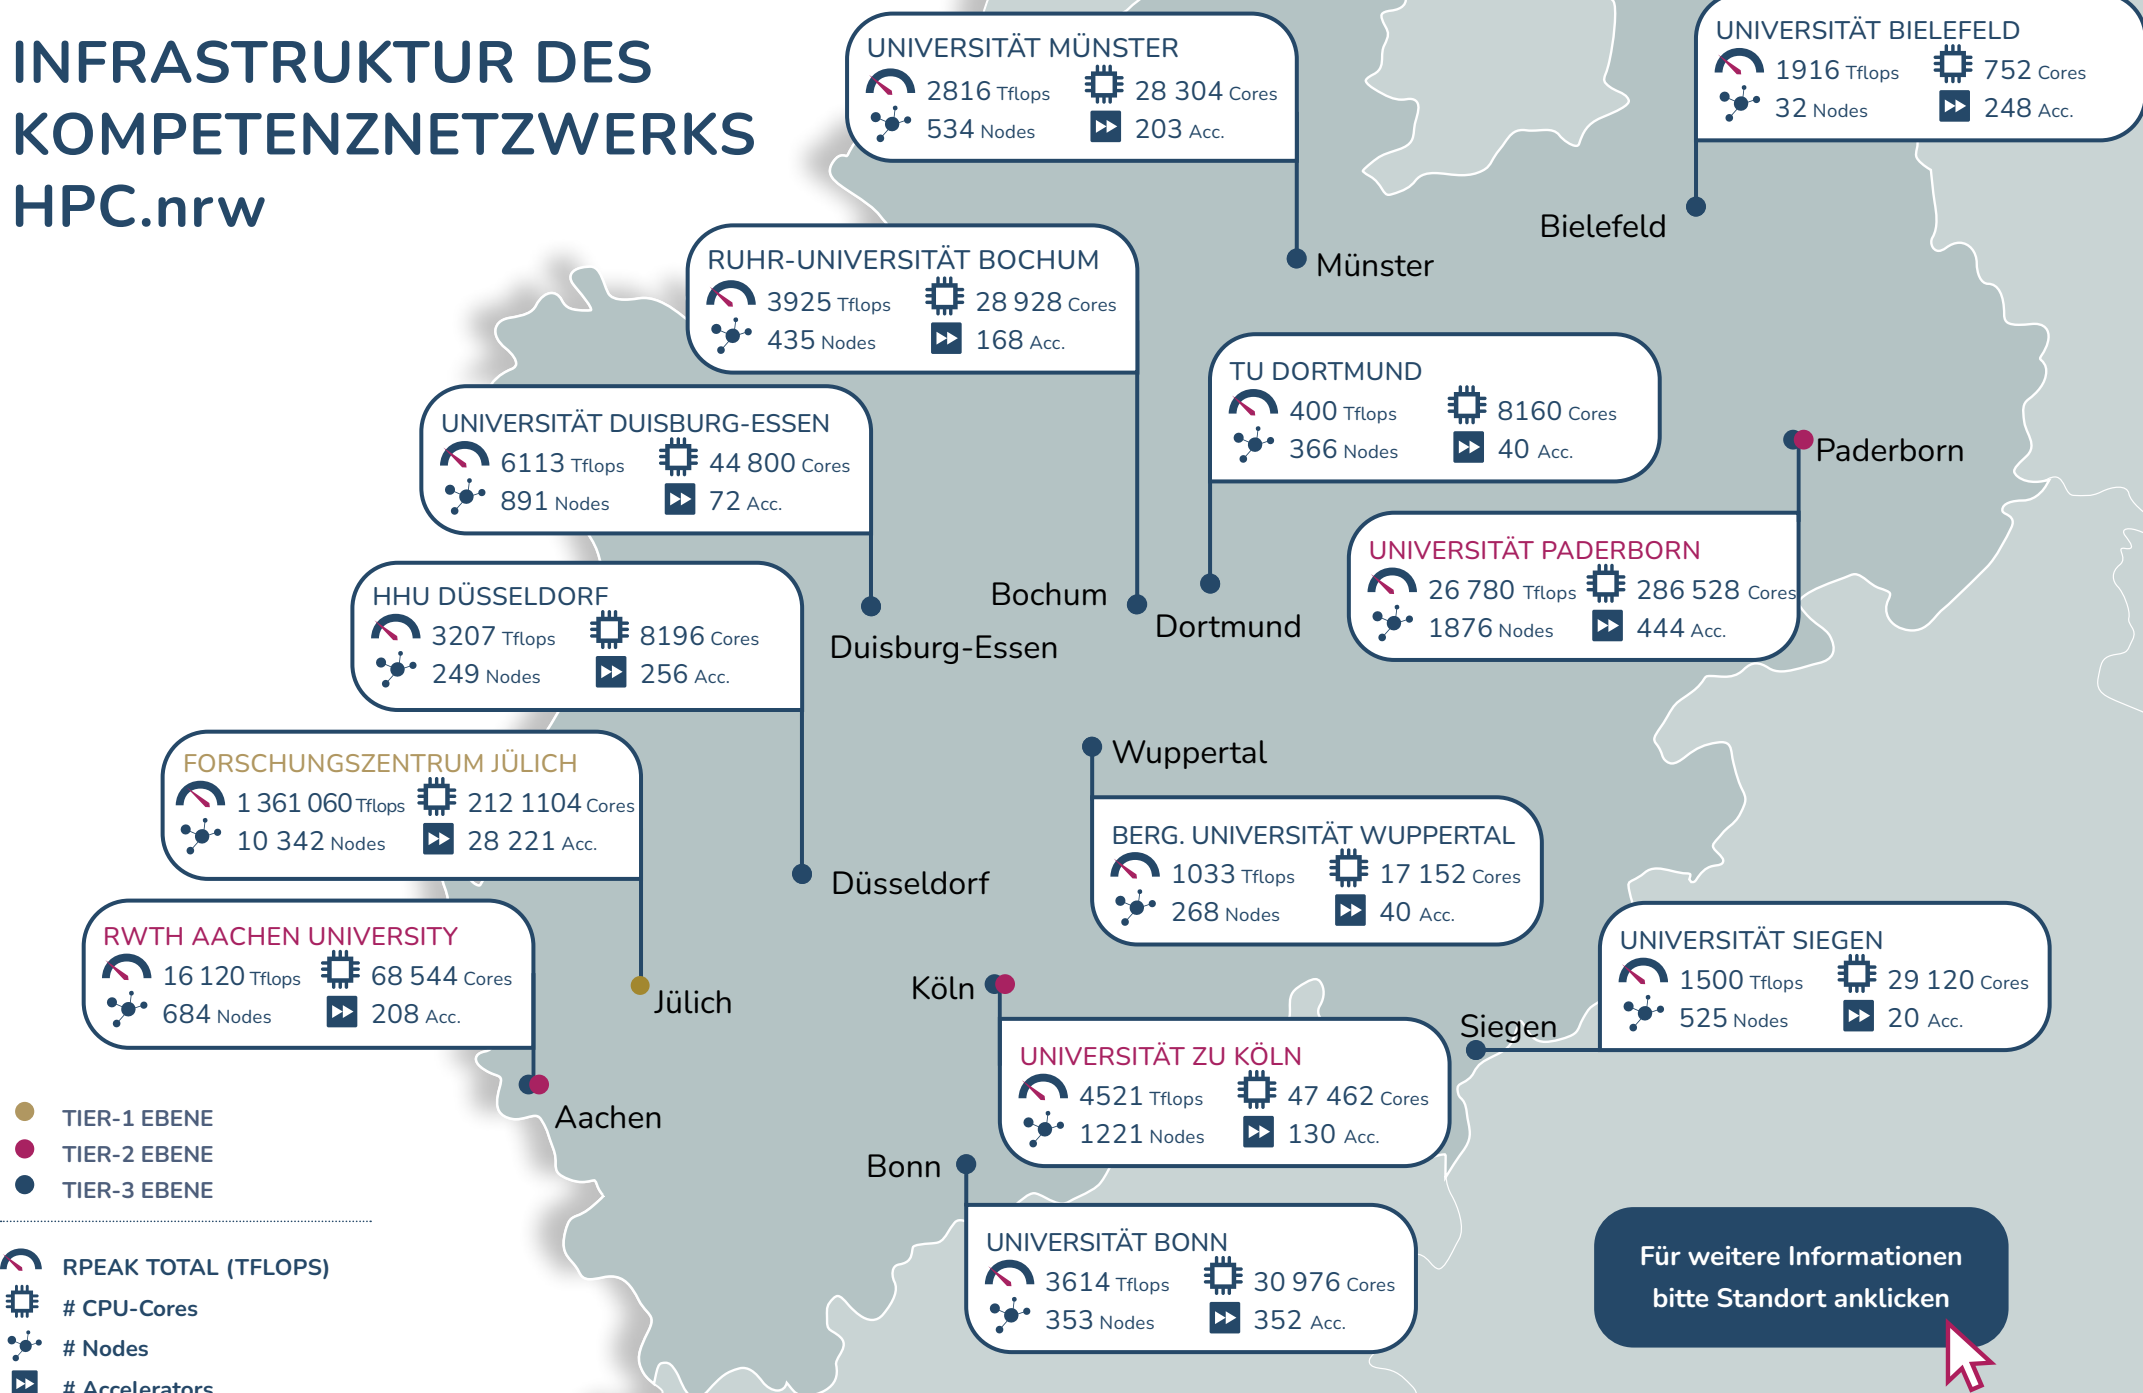 INFRASTRUKTUR DES
KOMPETENZNETZWERKS
HPC.nrw
UNIVERSITÄT MÜNSTER
2816 Tflops 28 304 Cores
534 Nodes 203 Acc.
Münster
UNIVERSITÄT BIELEFELD
1916 Tflops 752 Cores
32 Nodes 248 Acc.
Bielefeld
RUHR-UNIVERSITÄT BOCHUM
3925 Tflops 28 928 Cores
435 Nodes 168 Acc.
Bochum
TU DORTMUND
400 Tflops 8160 Cores
366 Nodes 40 Acc.
Dortmund
UNIVERSITÄT DUISBURG-ESSEN
6113 Tflops 44 800 Cores
891 Nodes 72 Acc.
Duisburg-Essen
Paderborn
UNIVERSITÄT PADERBORN
26 780 Tflops 286 528 Cores
1876 Nodes 444 Acc.
HHU DÜSSELDORF
3207 Tflops 8196 Cores
249 Nodes 256 Acc.
Düsseldorf
FORSCHUNGSZENTRUM JÜLICH
1 361 060 Tflops 212 1104 Cores
10 342 Nodes 28 221 Acc.
Jülich
Wuppertal
BERG. UNIVERSITÄT WUPPERTAL
1033 Tflops 17 152 Cores
268 Nodes 40 Acc.
RWTH AACHEN UNIVERSITY
16 120 Tflops 68 544 Cores
684 Nodes 208 Acc.
Aachen
Köln
UNIVERSITÄT ZU KÖLN
4521 Tflops 47 462 Cores
1221 Nodes 130 Acc.
Siegen
UNIVERSITÄT SIEGEN
1500 Tflops 29 120 Cores
525 Nodes 20 Acc.
Bonn
UNIVERSITÄT BONN
3614 Tflops 30 976 Cores
353 Nodes 352 Acc.
TIER-1 EBENE
TIER-2 EBENE
TIER-3 EBENE
RPEAK TOTAL (TFLOPS)
# CPU-Cores
# Nodes
# Accelerators
Für weitere Informationen
bitte Standort anklicken